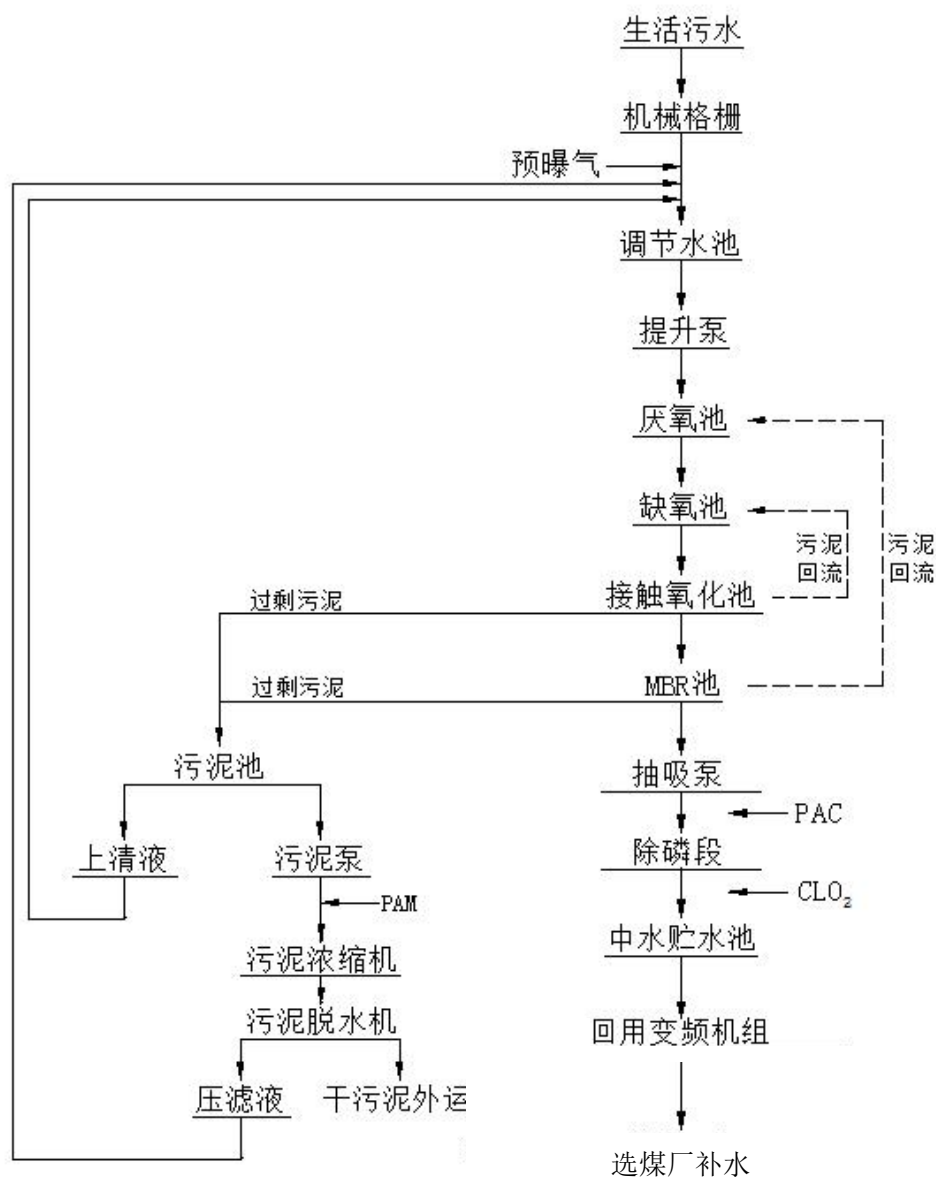 生活污水
机械格栅
预曝气
调节水池
提升泵
厌氧池
缺氧池
污泥
回流
污泥
回流
过剩污泥
接触氧化池
过剩污泥
MBR池
污泥池
抽吸泵
PAC
上清液
污泥泵
除磷段
PAM
CLO₂
中水贮水池
污泥浓缩机
污泥脱水机
回用变频机组
压滤液
干污泥外运
选煤厂补水